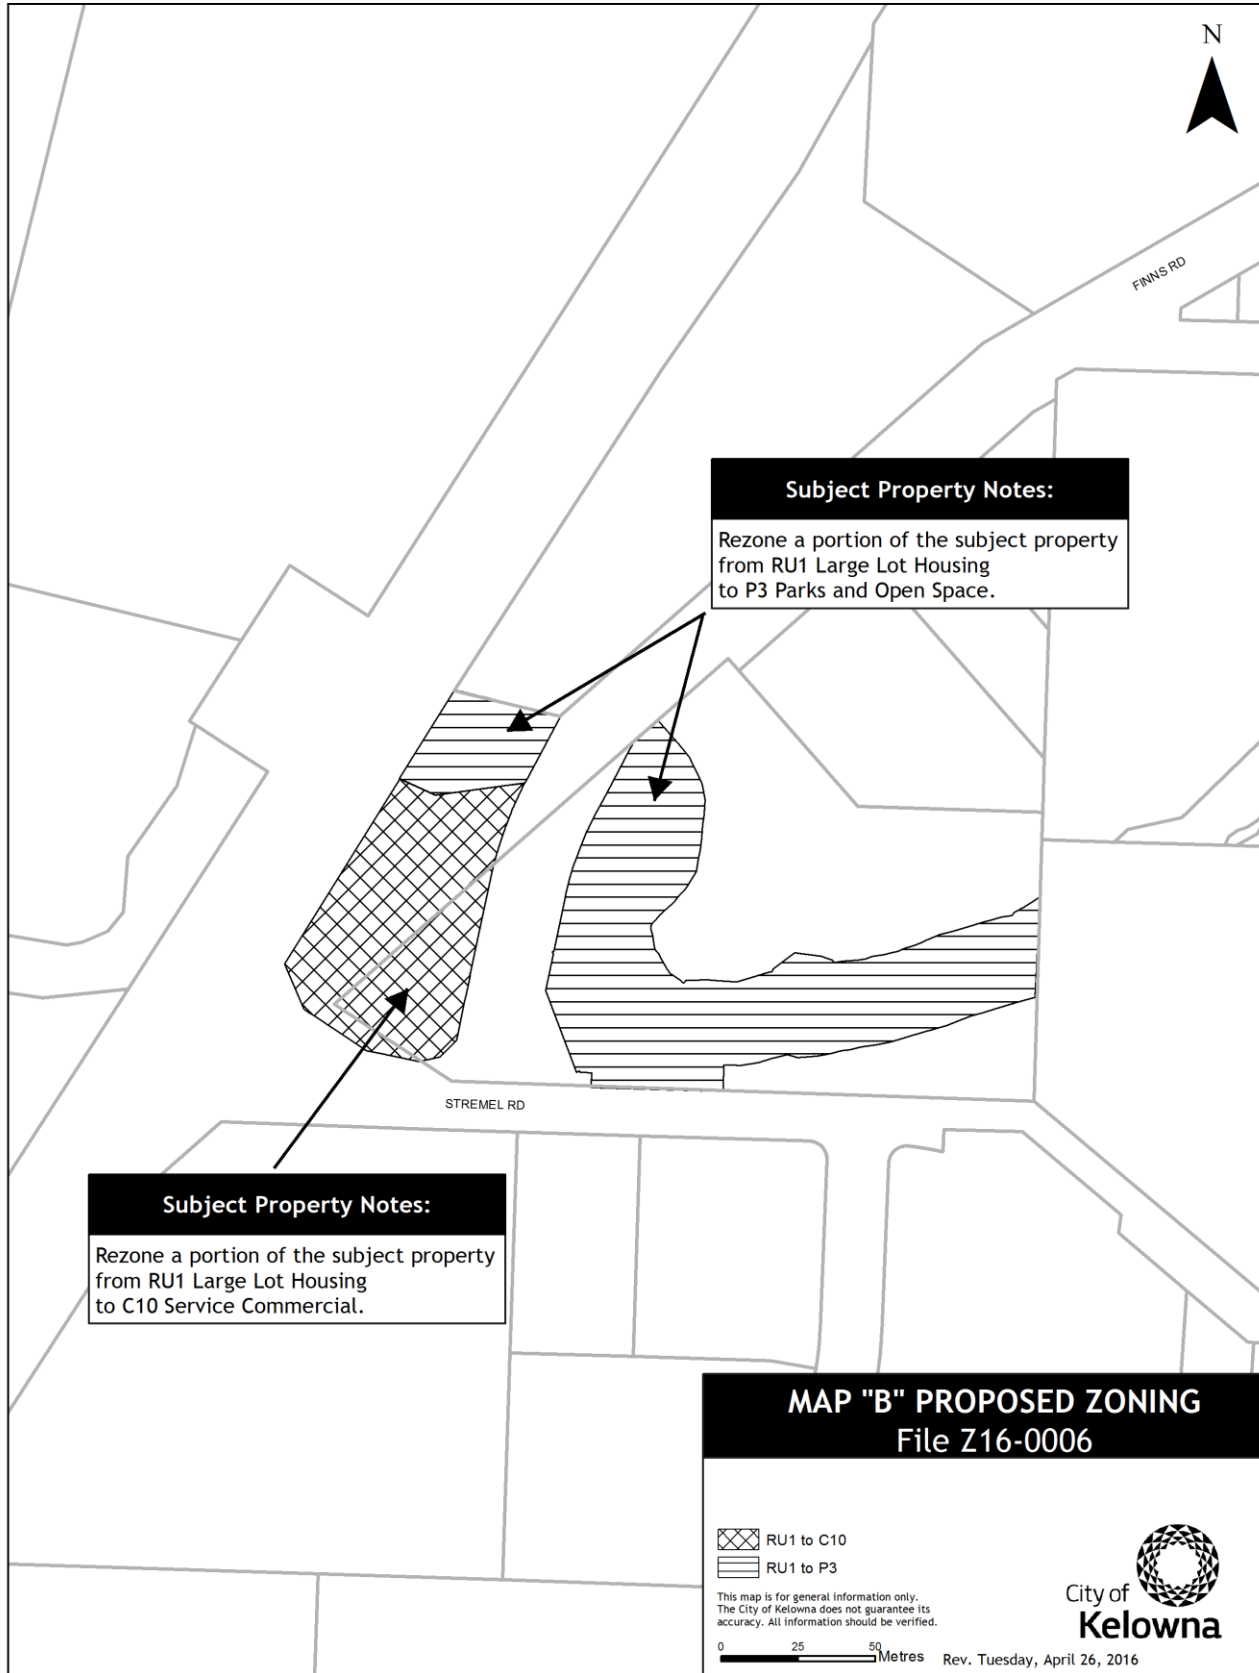 N
FINNS RD
Subject Property Notes:
Rezone a portion of the subject property
from RU1 Large Lot Housing
to P3 Parks and Open Space.
STREMEL RD
Subject Property Notes:
Rezone a portion of the subject property
from RU1 Large Lot Housing
to C10 Service Commercial.
MAP "B" PROPOSED ZONING
File Z16-0006
RU1 to C10
RU1 to P3
This map is for general information only.
The City of Kelowna does not guarantee its
accuracy. All information should be verified.
0 25 50 Metres
City of
Kelowna
Rev. Tuesday, April 26, 2016